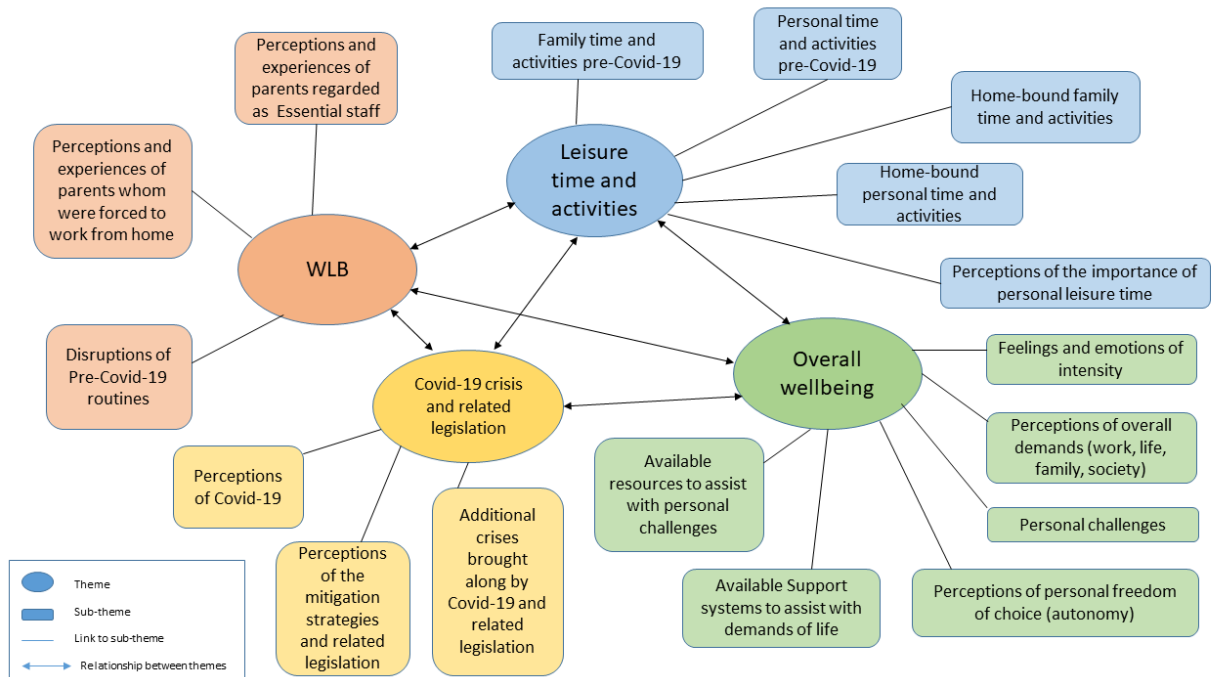 Perceptions and
experiences of
parents regarded
as Essential staff
Family time and
activities pre-Covid-19
Personal time
and activities
pre-Covid-19
Home-bound family
time and activities
Perceptions and
experiences of
parents whom
were forced to
work from home
Leisure
time and
activities
Home-bound
personal time and
activities
WLB
Perceptions of the importance of
personal leisure time
Disruptions of
Pre-Covid-19
routines
Covid-19 crisis
and related
legislation
Overall
wellbeing
Feelings and emotions of
intensity
Perceptions of overall
demands (work, life,
family, society)
Perceptions
of Covid-19
Available
resources to assist
with personal
challenges
Personal challenges
Perceptions
of the
mitigation
strategies
and related
legislation
Additional
crises
brought
along by
Covid-19 and
related
legislation
Available Support
systems to assist with
demands of life
Perceptions of personal freedom
of choice (autonomy)
Theme
Sub-theme
Link to sub-theme
Relationship between themes